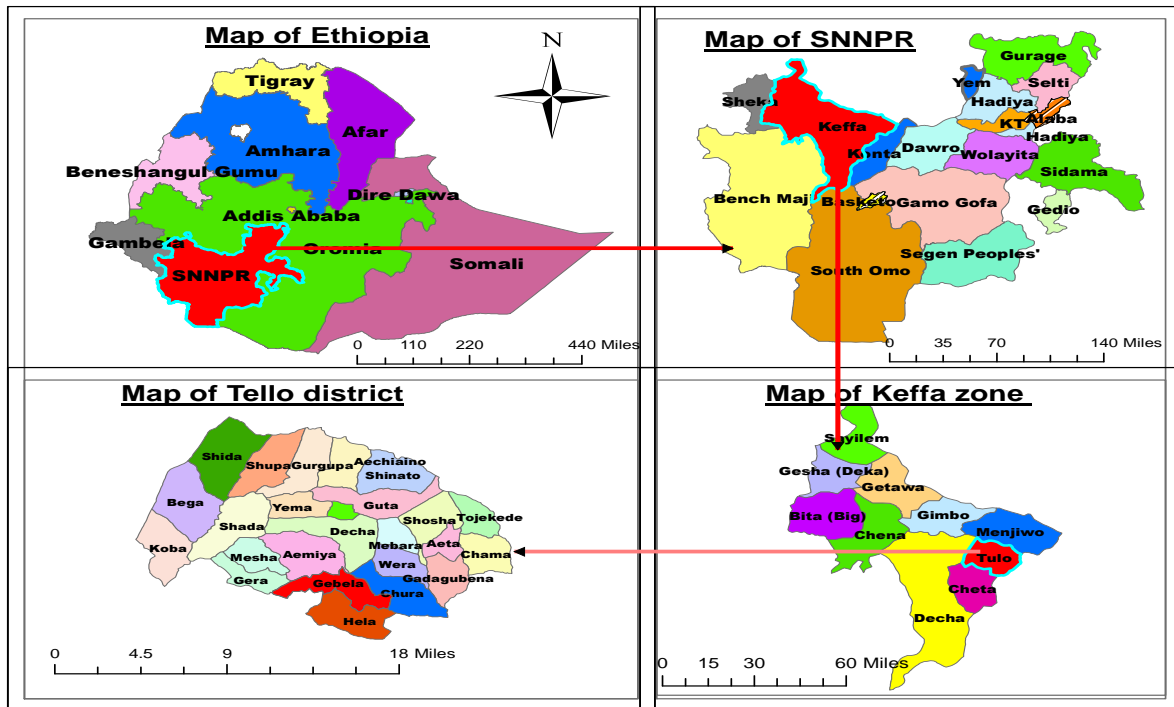 Map of Ethiopia
N
Tigray
Afar
Amhara
Beneshangul Gumu
Dire Dawa
Addis Ababa
Gambela
Oromia
SNNPR
Somali
0 110 220 440 Miles
Map of SNNPR
Gurage
Yem
Selti
Sheka
Hadiya
Keffa
KT
Alaba
Hadiya
Konta
Dawro
Wolayita
Sidama
Bench Maj
Basketo
Gamo Gofa
Gedio
Segen Peoples'
South Omo
0 35 70 140 Miles
Map of Tello district
Shida
Shupa
Gurgupa
Aechiaino
Shinato
Bega
Yema
Guta
Shada
Shosha
Tojekede
Decha
Koba
Mesha
Aemiya
Mebara
Aeta
Chama
Wera
Gera
Gebela
Gadagubena
Chura
Hela
0 4.5 9 18 Miles
Map of Keffa zone
Sayilem
Gesha (Deka)
Getawa
Bita (Big)
Gimbo
Chena
Menjiwo
Tulo
Cheta
Decha
0 15 30 60 Miles